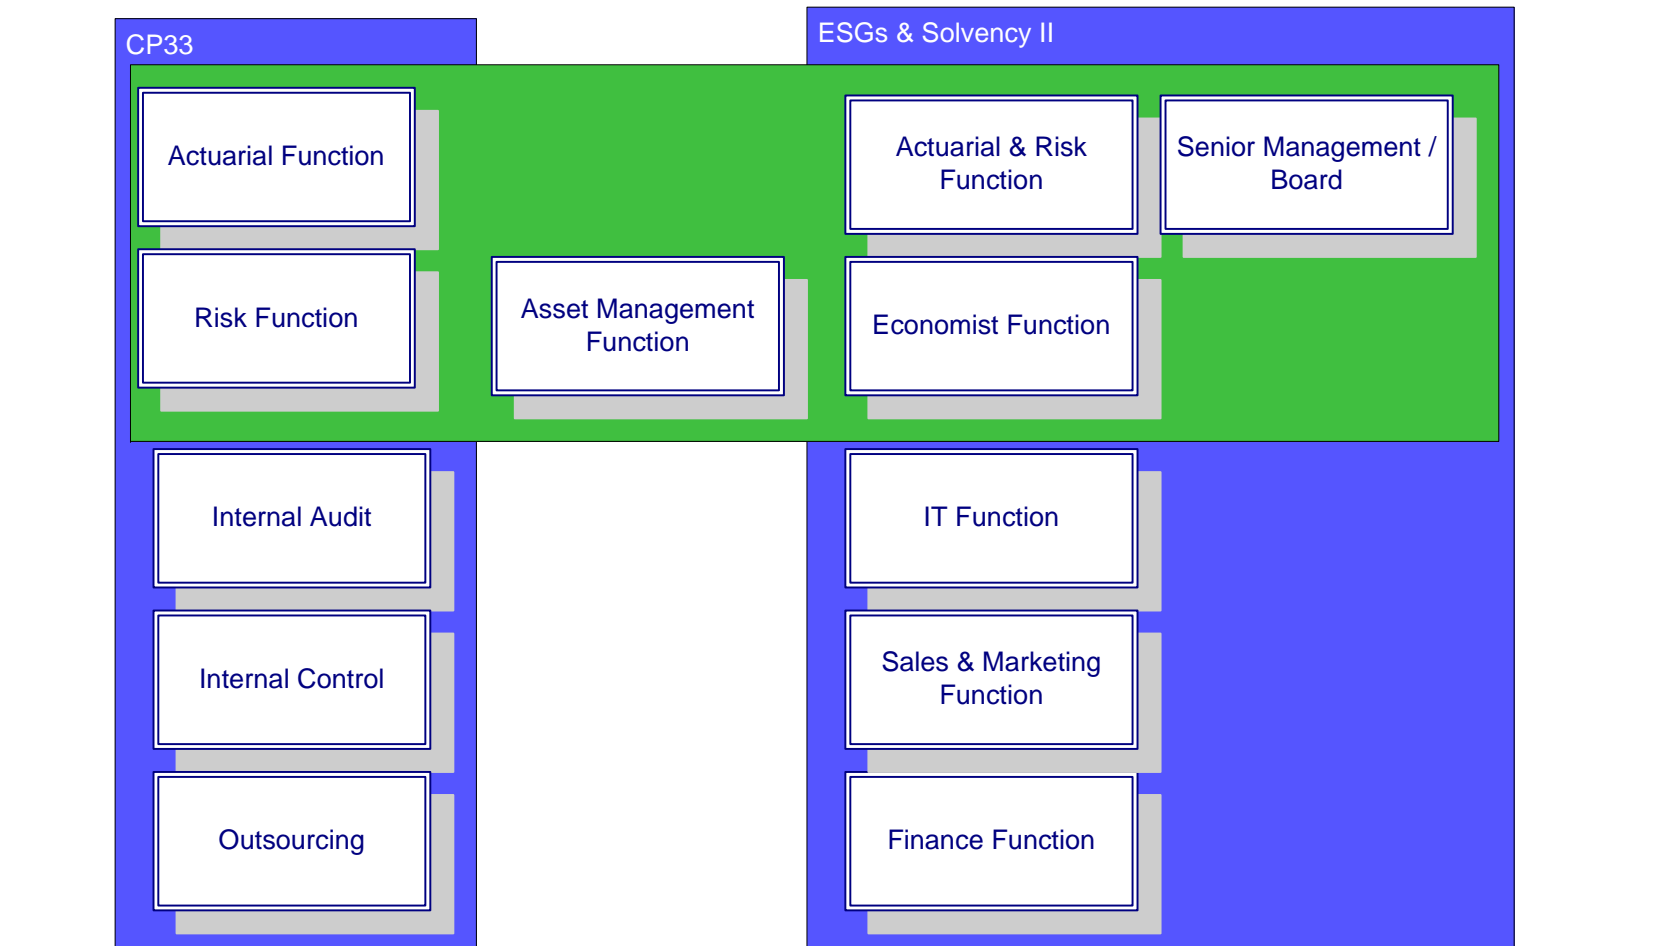 CP33
ESGs & Solvency II
Actuarial Function
Actuarial & Risk
Function
Senior Management /
Board
Risk Function
Asset Management
Function
Economist Function
Internal Audit
IT Function
Internal Control
Sales & Marketing
Function
Outsourcing
Finance Function